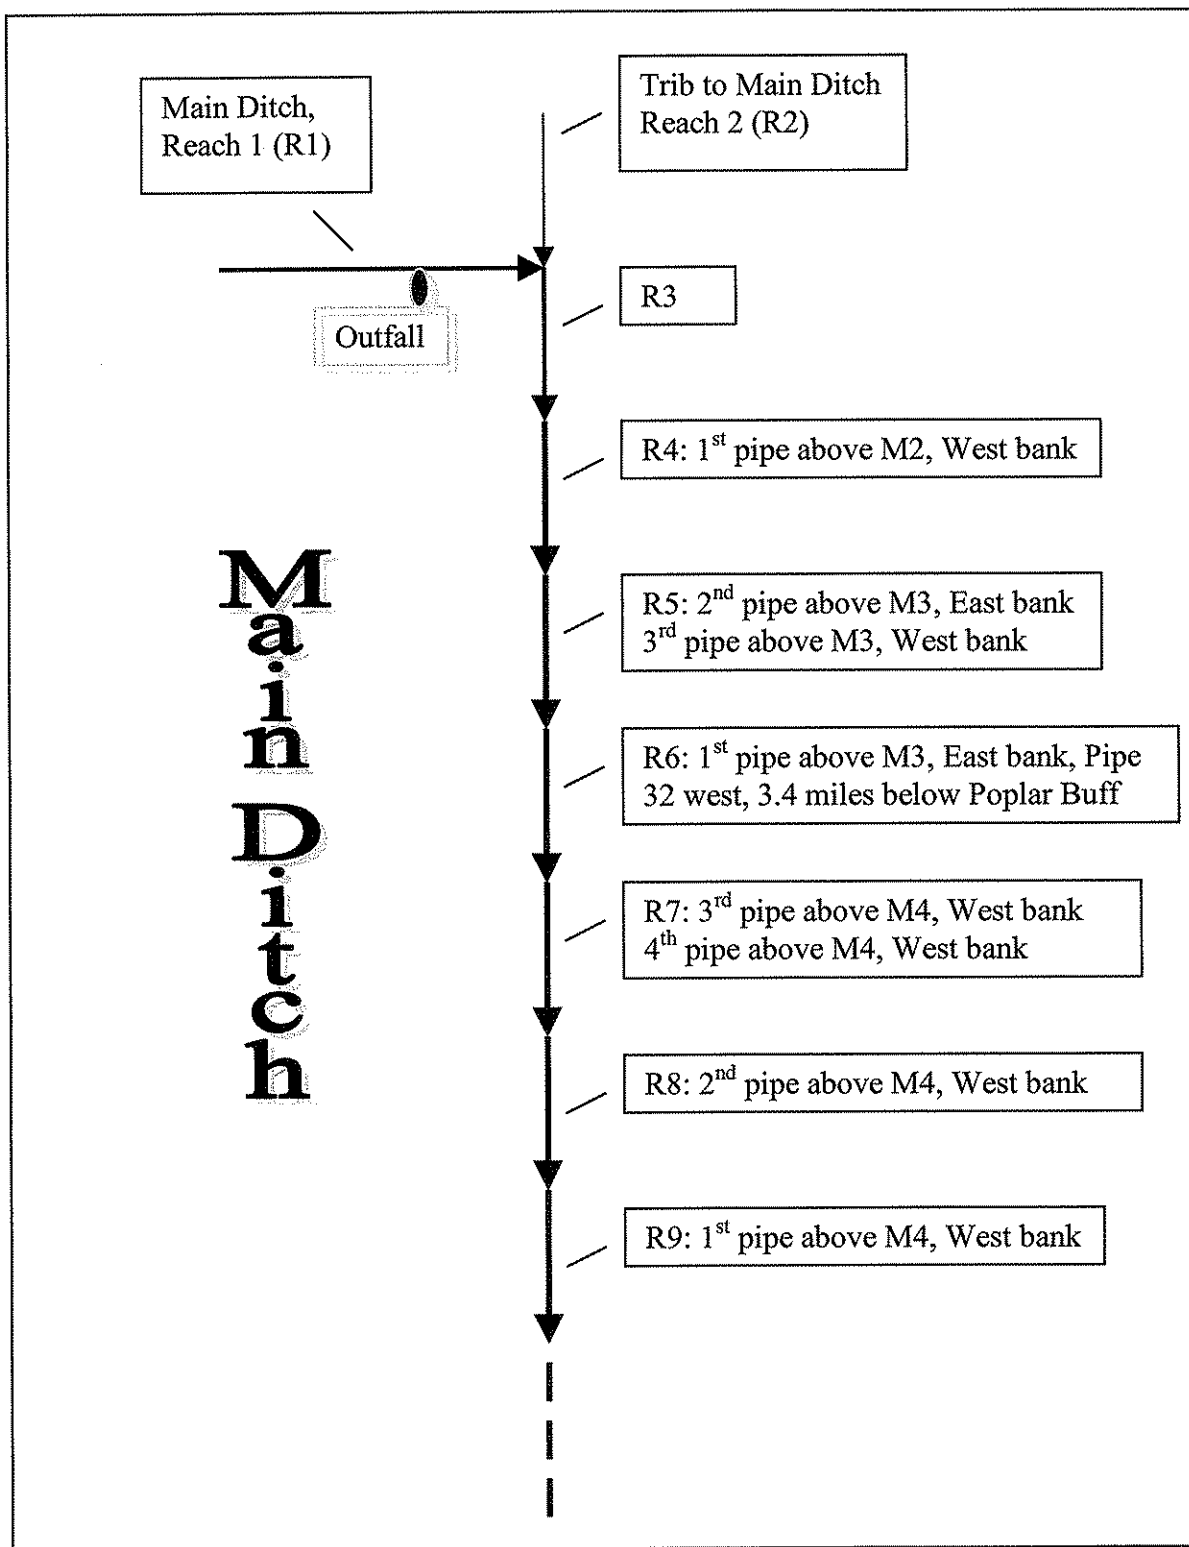 Main Ditch,
Reach 1 (R1)
Trib to Main Ditch
Reach 2 (R2)
Outfall
R3
R4: 1st pipe above M2, West bank
R5: 2nd pipe above M3, East bank
3rd pipe above M3, West bank
R6: 1st pipe above M3, East bank, Pipe
32 west, 3.4 miles below Poplar Buff
R7: 3rd pipe above M4, West bank
4th pipe above M4, West bank
R8: 2nd pipe above M4, West bank
R9: 1st pipe above M4, West bank
Main Ditch